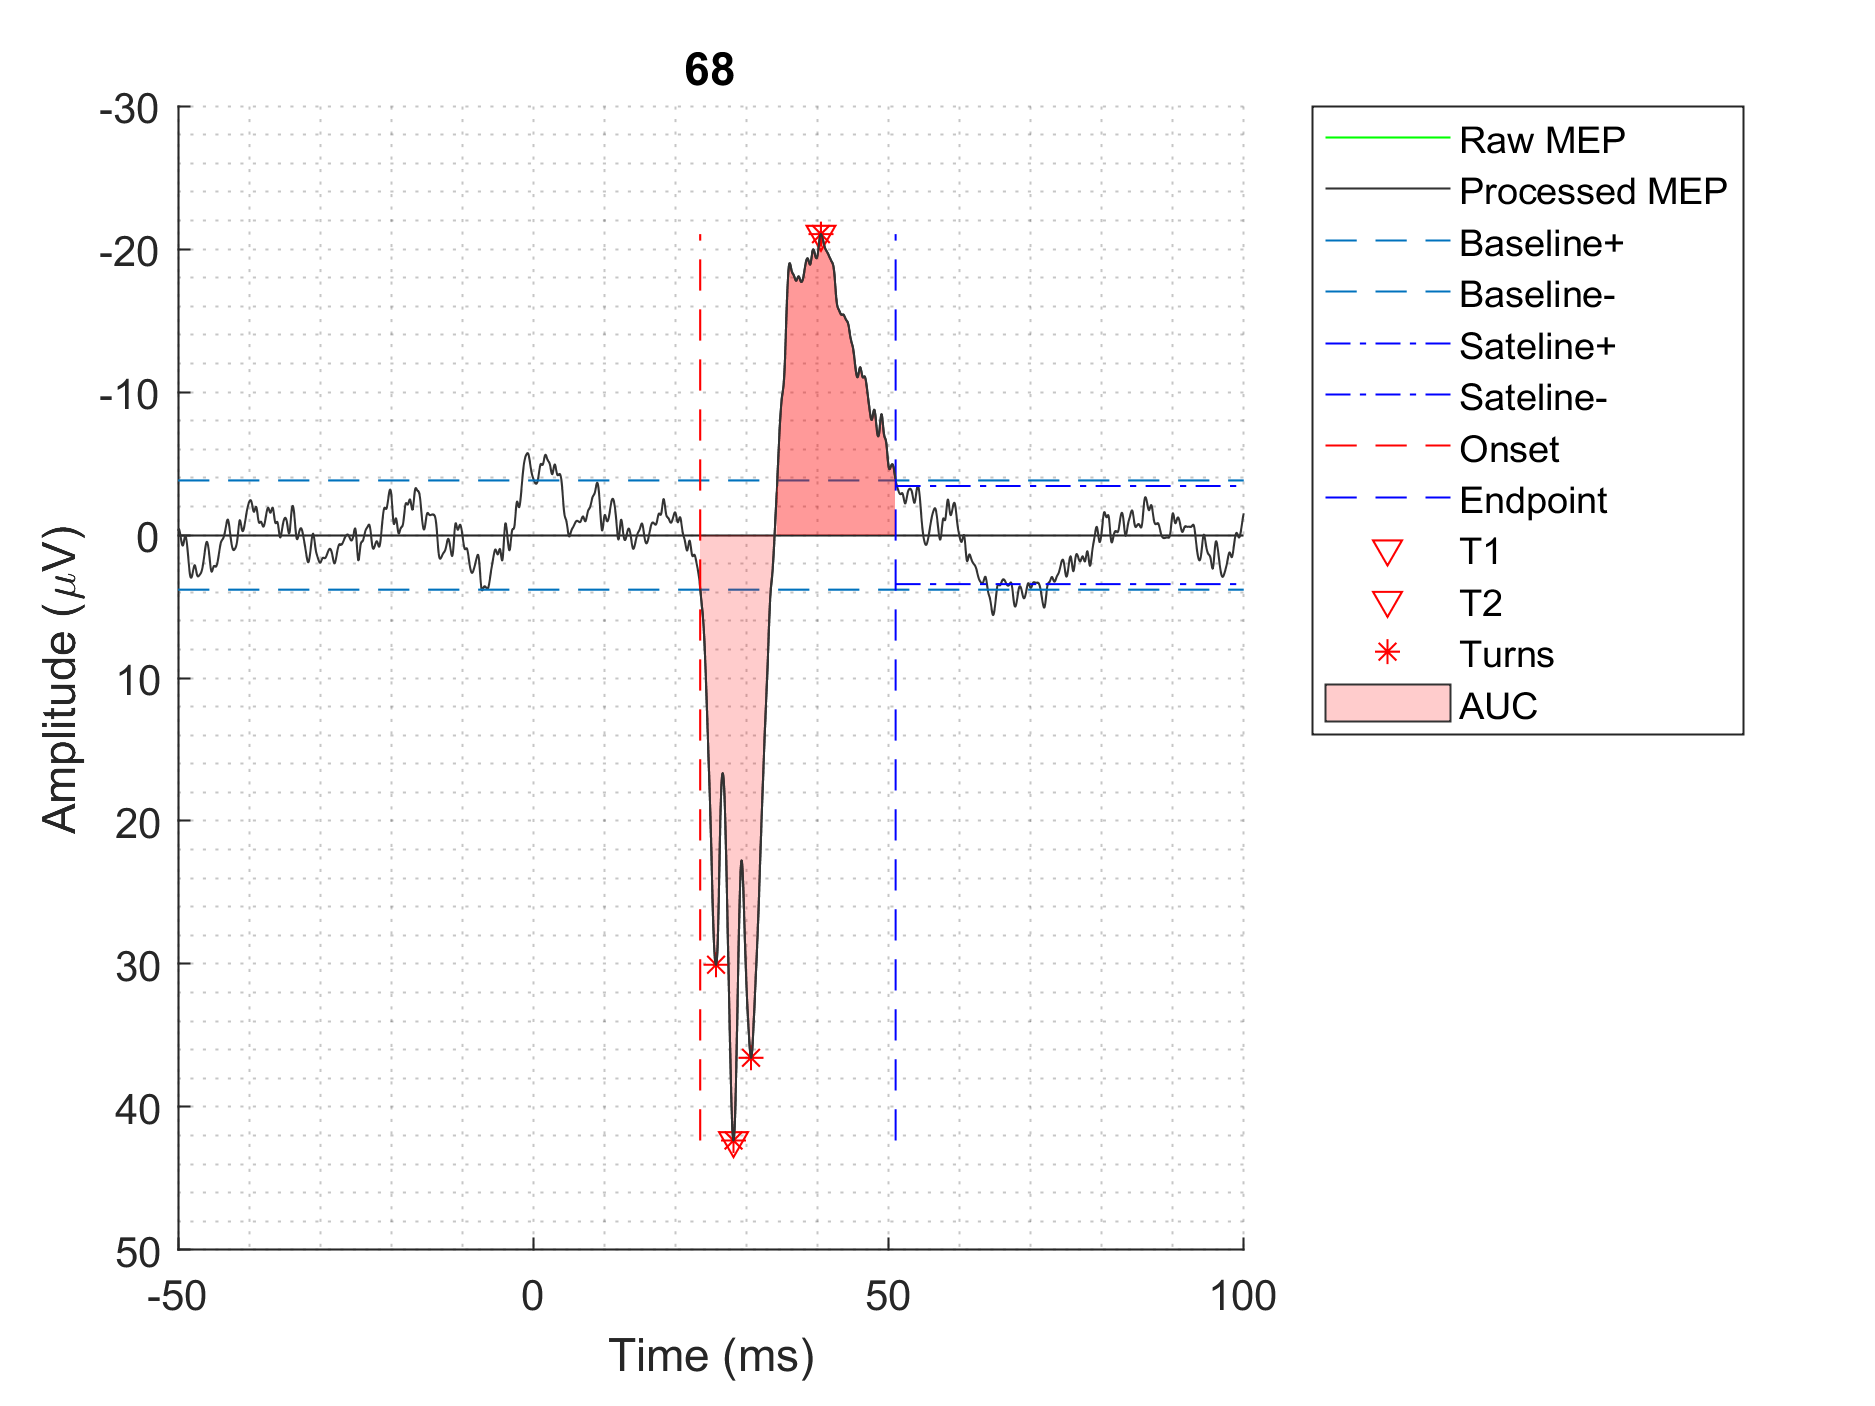 68
-30
-20
-10
0
10
20
30
40
50
Amplitude (μV)
-50 0 50 100
Time (ms)
Raw MEP
Processed MEP
Baseline+
Baseline-
Sateline+
Sateline-
Onset
Endpoint
T1
T2
Turns
AUC